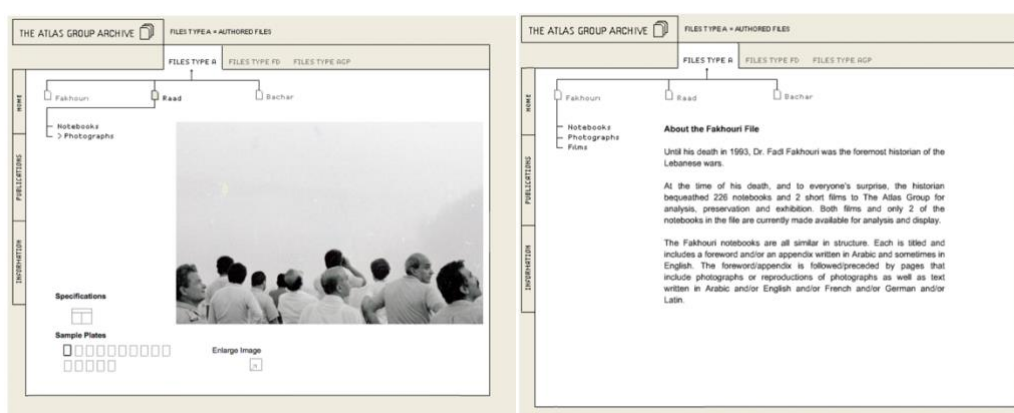 THE ATLAS GROUP ARCHIVE
FILES TYPE A = AUTHORED FILES
FILES TYPE A FILES TYPE FD FILES TYPE AGP
HOME
PUBLICATIONS
INFORMATION
Fakhouri Raad Bachar
Notebooks
> Photographs
Specifications
Sample Plates
Enlarge Image
THE ATLAS GROUP ARCHIVE
FILES TYPE A = AUTHORED FILES
FILES TYPE A FILES TYPE FD FILES TYPE AGP
HOME
PUBLICATIONS
INFORMATION
Fakhouri Raad Bachar
Notebooks
Photographs
Films
About the Fakhouri File
Until his death in 1993, Dr. Fadl Fakhouri was the foremost historian of the
Lebanese wars.
At the time of his death, and to everyone's surprise, the historian
bequeathed 226 notebooks and 2 short films to The Atlas Group for
analysis, preservation and exhibition. Both films and only 2 of the
notebooks in the file are currently made available for analysis and display.
The Fakhouri notebooks are all similar in structure. Each is titled and
includes a foreword and/or an appendix written in Arabic and sometimes in
English. The foreword/appendix is followed/preceded by pages that
include photographs or reproductions of photographs as well as text
written in Arabic and/or English and/or French and/or German and/or
Latin.